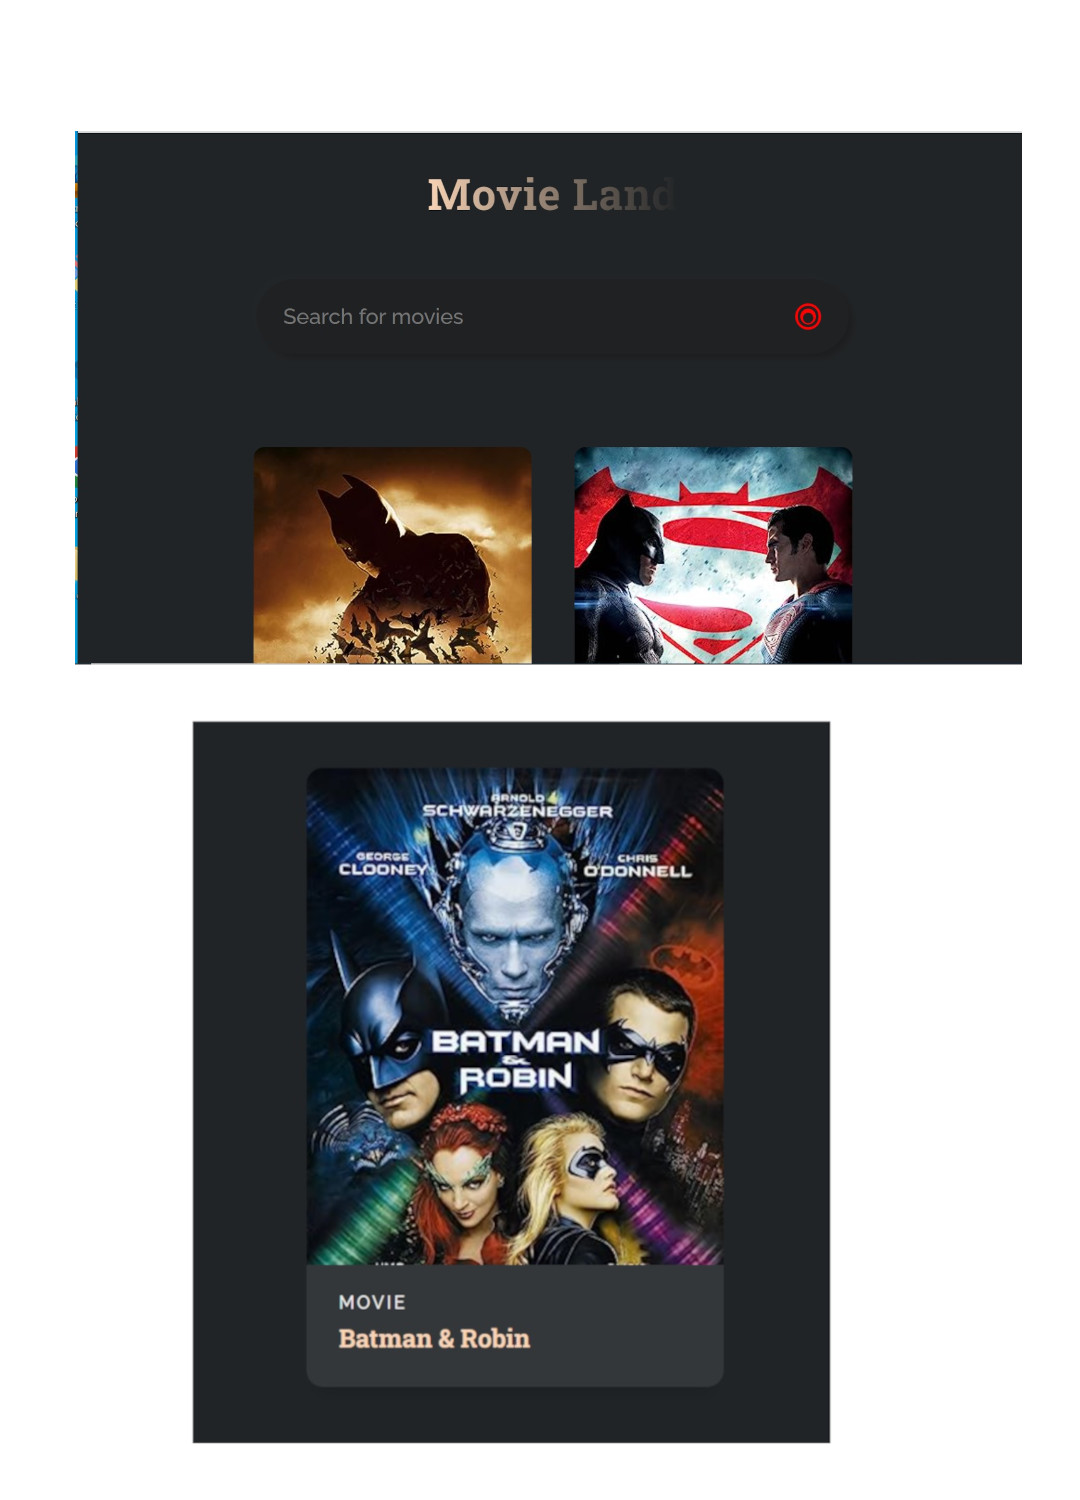 Movie Land
Search for movies
ARNOLD
SCHWARZENEGGER
GEORGE
CLOONEY
CHRIS
O'DONNELL
BATMAN
&
ROBIN
MOVIE
Batman & Robin